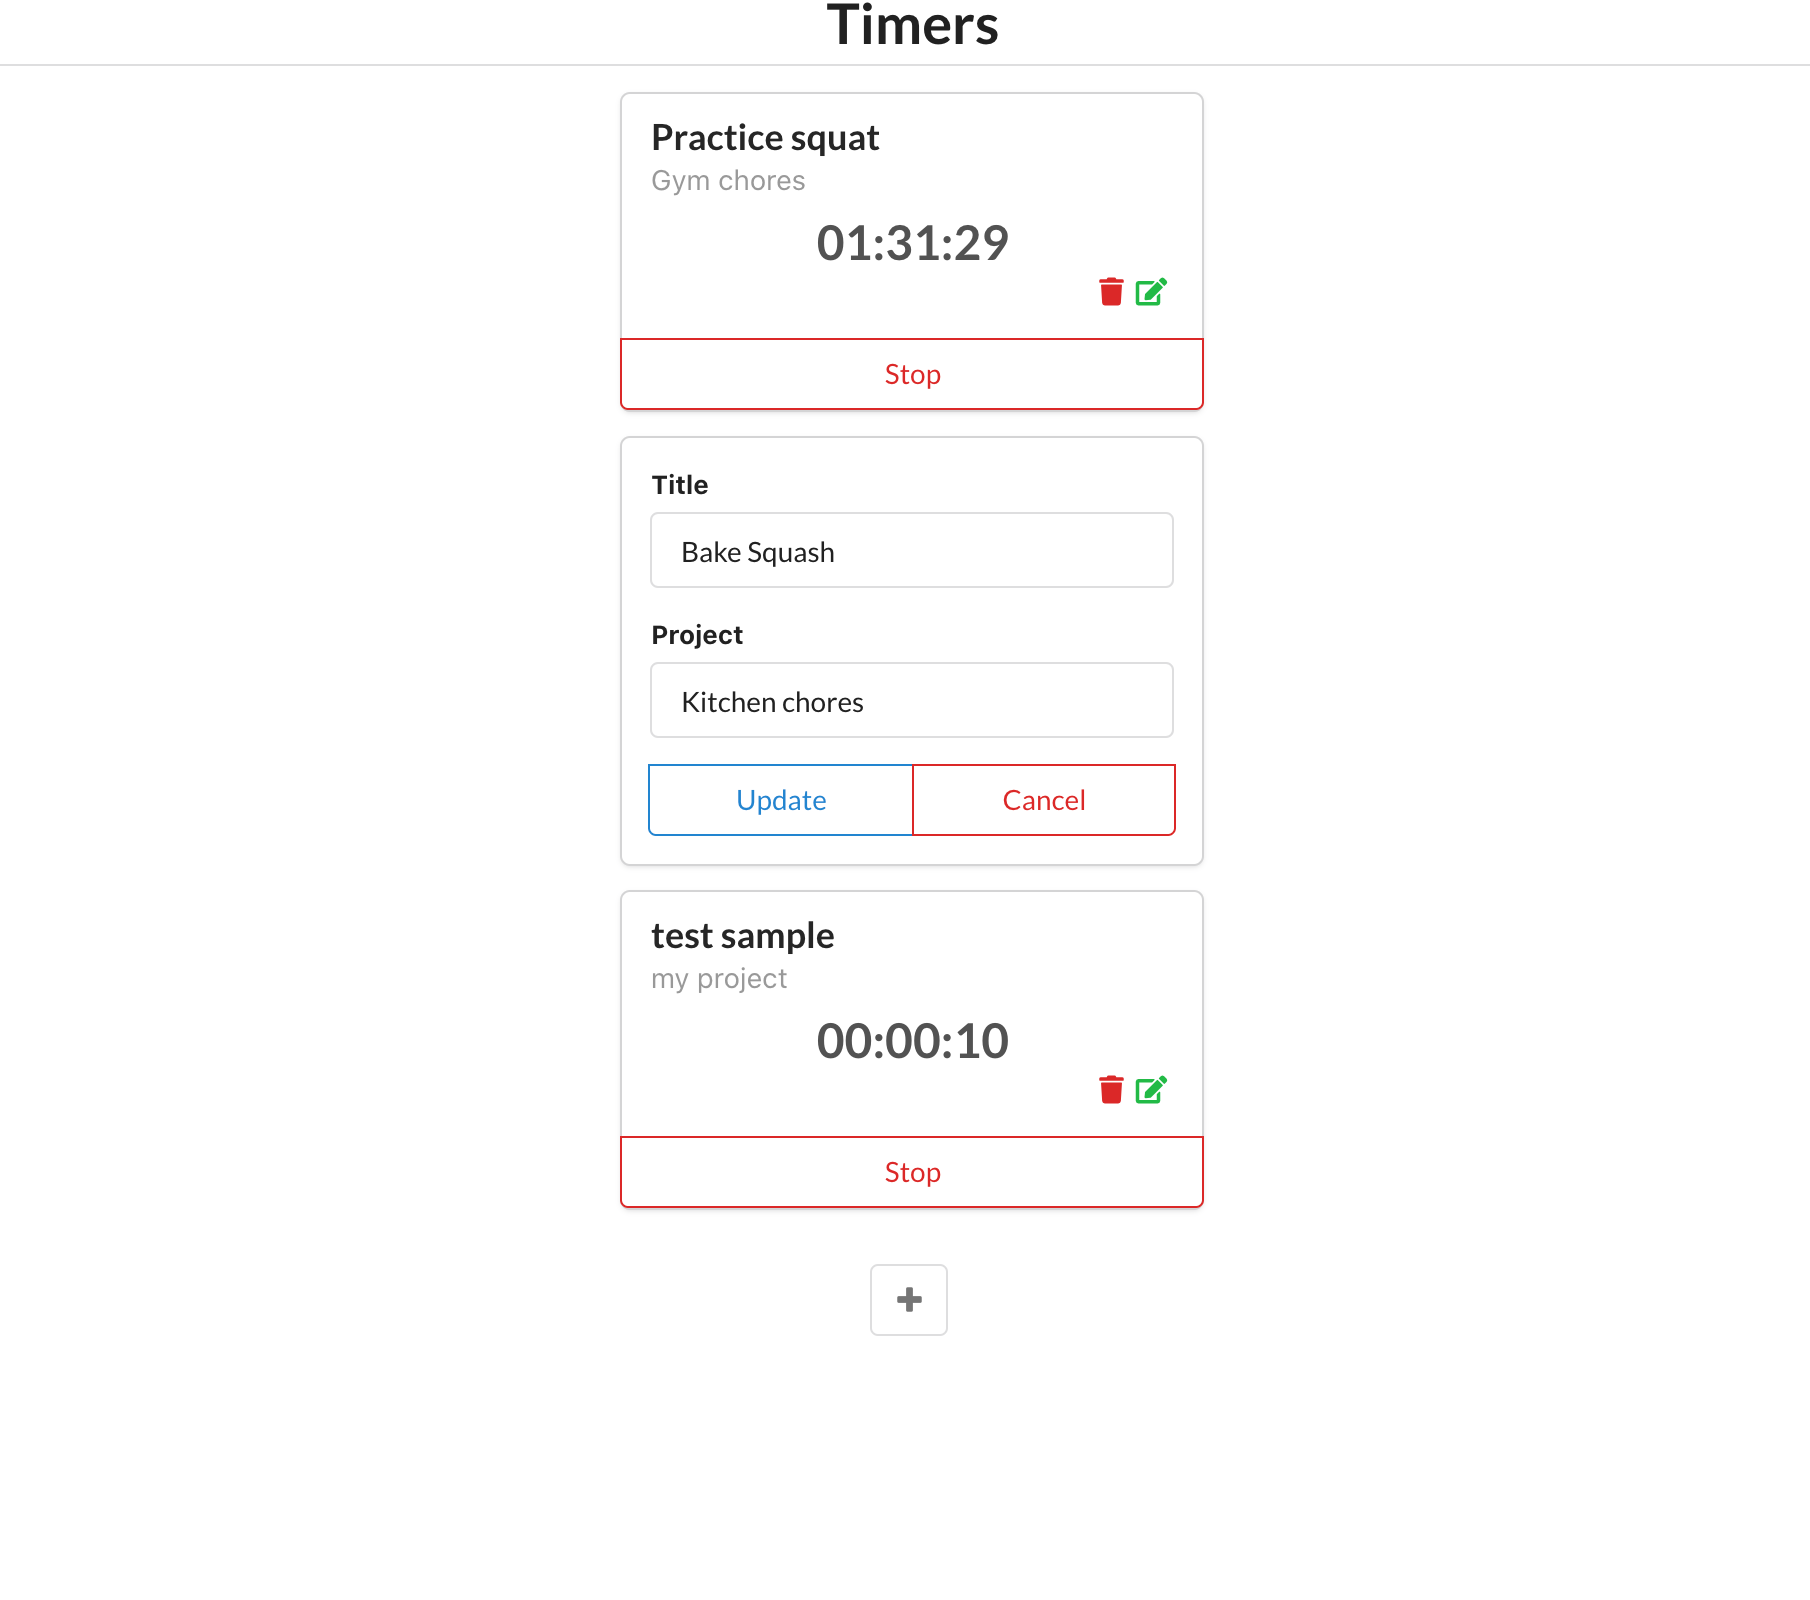 Timers
Practice squat
Gym chores
01:31:29
Stop
Title
Bake Squash
Project
Kitchen chores
Update Cancel
test sample
my project
00:00:10
Stop